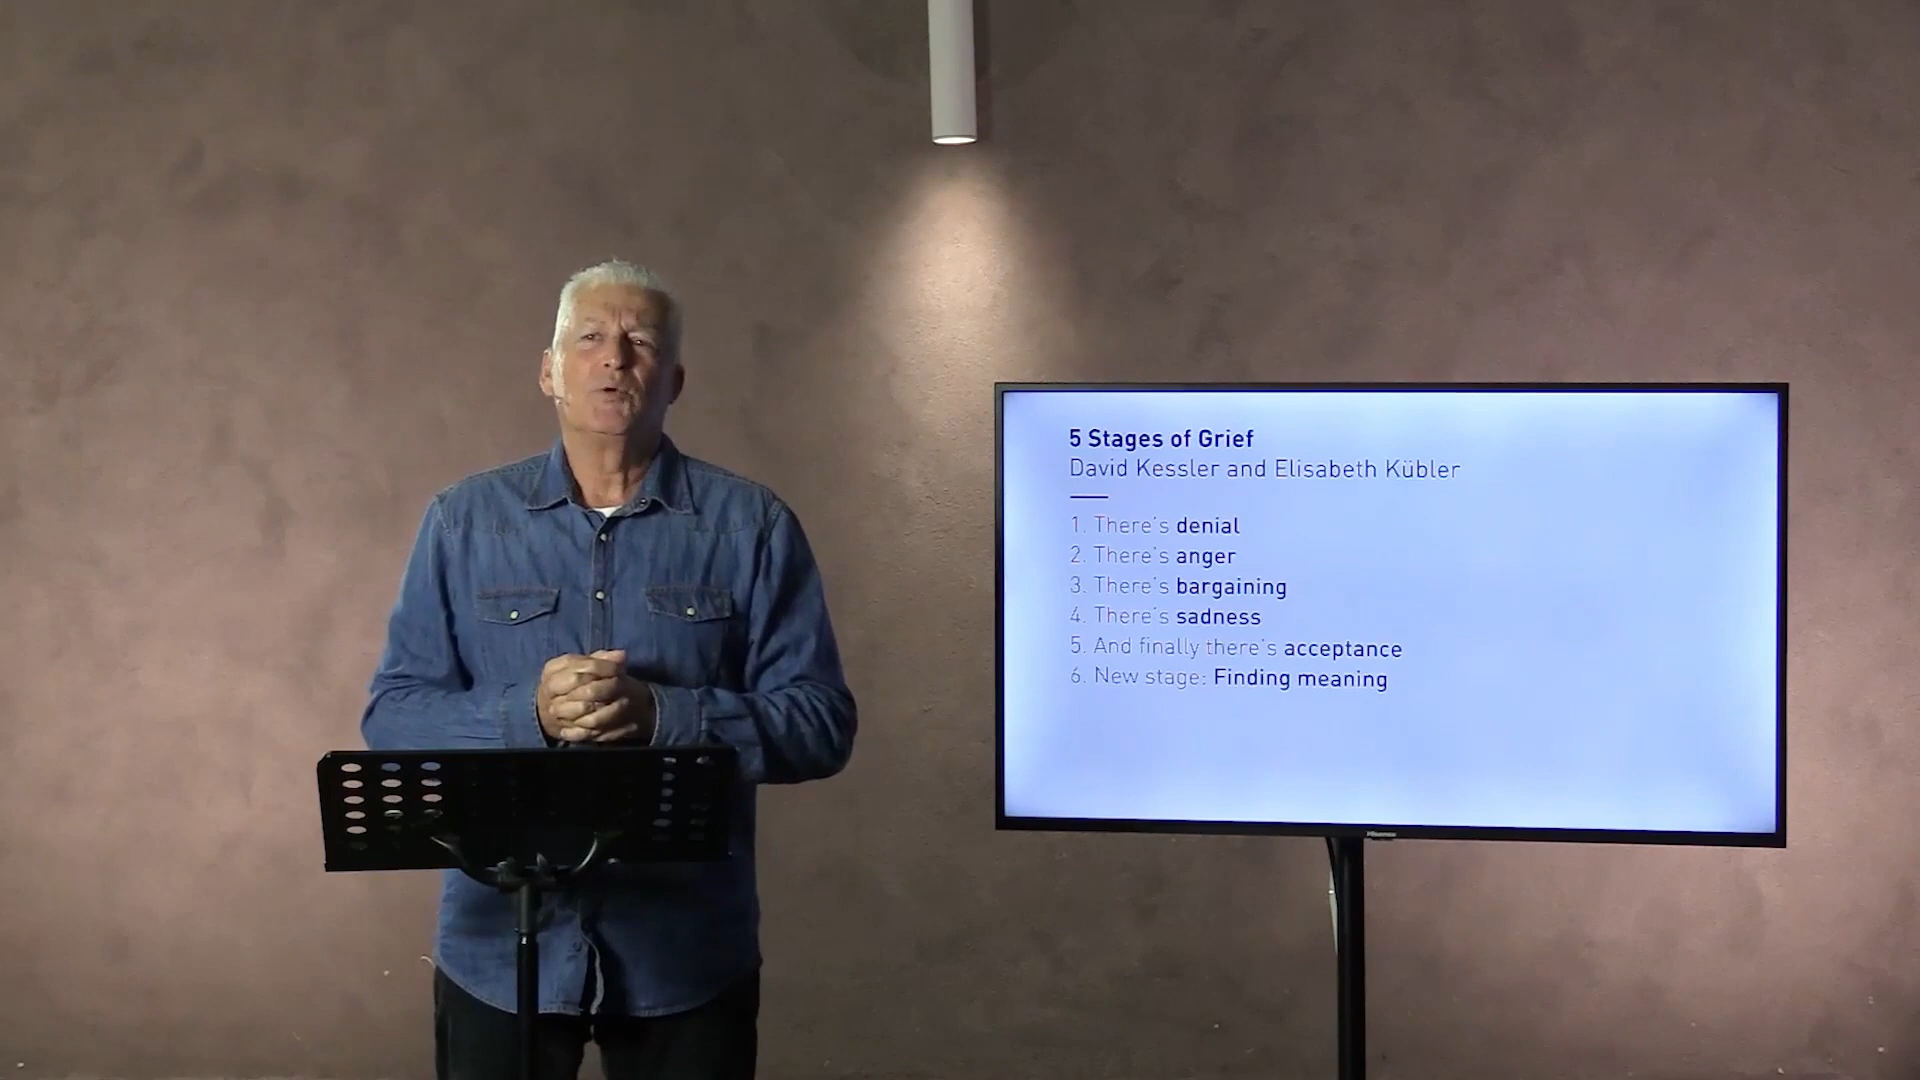 5 Stages of Grief
David Kessler and Elisabeth Kübler
1. There's denial
2. There's anger
3. There's bargaining
4. There's sadness
5. And finally there's acceptance
6. New stage: Finding meaning
Hisense